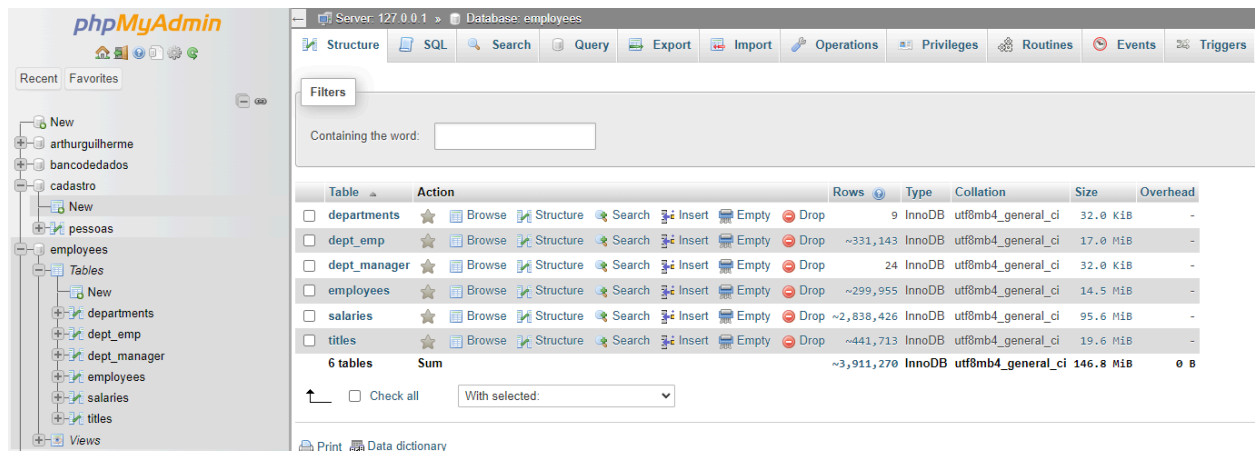 phpMyAdmin
Recent Favorites
New
arthurguilherme
bancodedados
cadastro
New
pessoas
employees
Tables
New
departments
dept_emp
dept_manager
employees
salaries
titles
Views
Server: 127.0.0.1 » Database: employees
Structure SQL Search Query Export Import Operations Privileges Routines Events Triggers
Filters
Containing the word:
Table Action Rows Type Collation Size Overhead
departments Browse Structure Search Insert Empty Drop 9 InnoDB utf8mb4_general_ci 32.0 KiB -
dept_emp Browse Structure Search Insert Empty Drop ~331,143 InnoDB utf8mb4_general_ci 17.0 MiB -
dept_manager Browse Structure Search Insert Empty Drop 24 InnoDB utf8mb4_general_ci 32.0 KiB -
employees Browse Structure Search Insert Empty Drop ~299,955 InnoDB utf8mb4_general_ci 14.5 MiB -
salaries Browse Structure Search Insert Empty Drop ~2,838,426 InnoDB utf8mb4_general_ci 95.6 MiB -
titles Browse Structure Search Insert Empty Drop ~441,713 InnoDB utf8mb4_general_ci 19.6 MiB -
6 tables Sum ~3,911,270 InnoDB utf8mb4_general_ci 146.8 MiB 0 B
Check all With selected:
Print Data dictionary